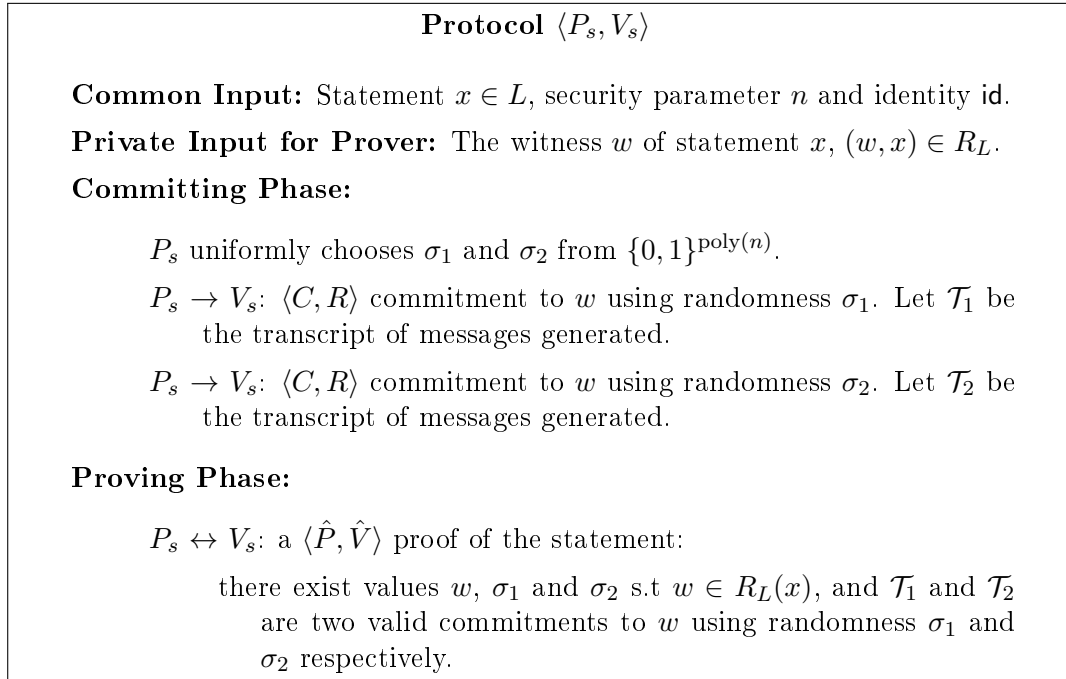 Protocol ⟨P_s, V_s⟩
Common Input: Statement x ∈ L, security parameter n and identity id.
Private Input for Prover: The witness w of statement x, (w, x) ∈ R_L.
Committing Phase:
P_s uniformly chooses σ_1 and σ_2 from {0, 1}^{poly(n)}.
P_s → V_s: ⟨C, R⟩ commitment to w using randomness σ_1. Let 𝒯_1 be
the transcript of messages generated.
P_s → V_s: ⟨C, R⟩ commitment to w using randomness σ_2. Let 𝒯_2 be
the transcript of messages generated.
Proving Phase:
P_s ↔ V_s: a ⟨P̂, V̂⟩ proof of the statement:
there exist values w, σ_1 and σ_2 s.t w ∈ R_L(x), and 𝒯_1 and 𝒯_2
are two valid commitments to w using randomness σ_1 and
σ_2 respectively.